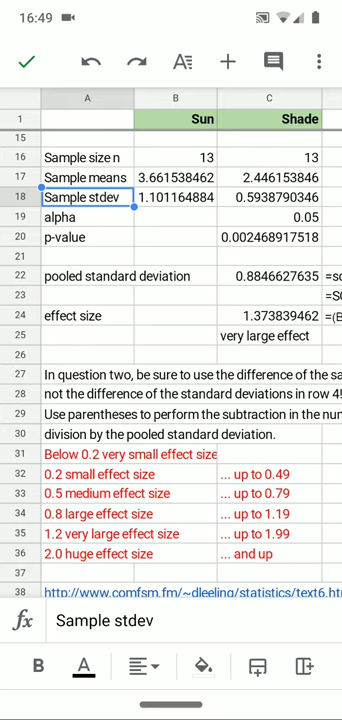 16:49
A B C
1 Sun Shade
15
16 Sample size n 13 13
17 Sample means 3.661538462 2.446153846
18 Sample stdev 1.101164884 0.5938790346
19 alpha 0.05
20 p-value 0.002468917518
21
22 pooled standard deviation 0.8846627635 =so
23 =SO
24 effect size 1.373839462 =(B
25 very large effect
26
27 In question two, be sure to use the difference of the sa
28 not the difference of the standard deviations in row 4!
29 Use parentheses to perform the subtraction in the num
30 division by the pooled standard deviation.
31 Below 0.2 very small effect size
32 0.2 small effect size ... up to 0.49
33 0.5 medium effect size ... up to 0.79
34 0.8 large effect size ... up to 1.19
35 1.2 very large effect size ... up to 1.99
36 2.0 huge effect size ... and up
37
38 http://www.comfsm.fm/~dleeling/statistics/text6.ht
fx Sample stdev
B A